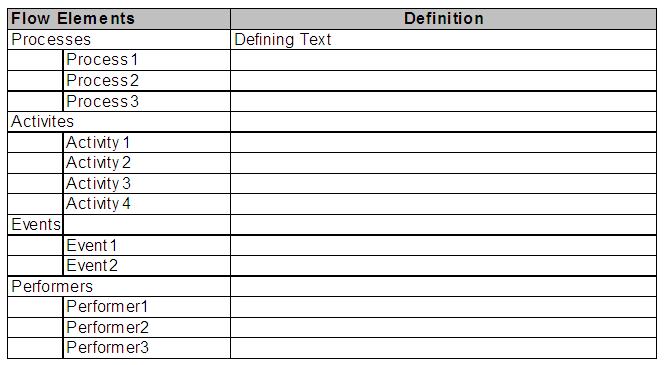 Flow Elements Definition
Processes Defining Text
Process1
Process2
Process3
Activites
Activity 1
Activity 2
Activity 3
Activity 4
Events
Event1
Event2
Performers
Performer1
Performer2
Performer3